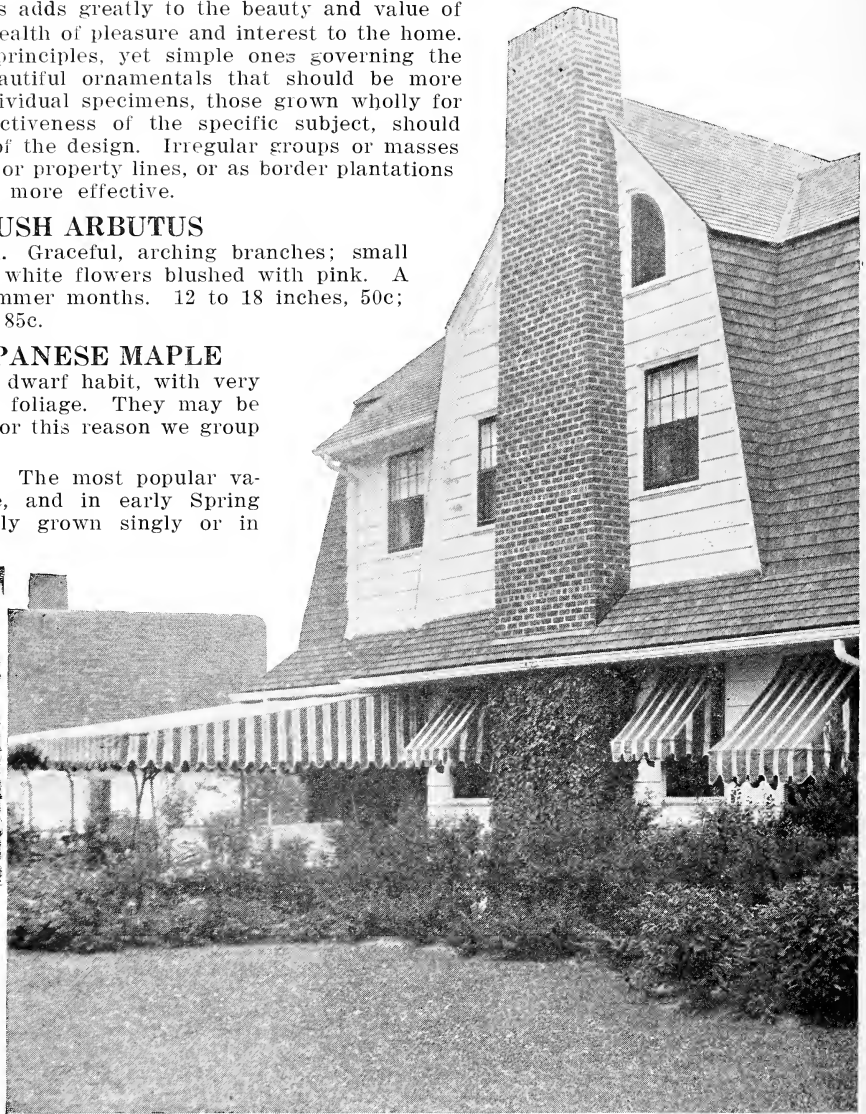 s adds greatly to the beauty and value of
ealth of pleasure and interest to the home.
principles, yet simple ones governing the
autiful ornamentals that should be more
ividual specimens, those grown wholly for
ctiveness of the specific subject, should
of the design. Irregular groups or masses
or property lines, or as border plantations
more effective.
USH ARBUTUS
. Graceful, arching branches; small
white flowers blushed with pink. A
mmer months. 12 to 18 inches, 50c;
85c.
PANESE MAPLE
dwarf habit, with very
foliage. They may be
or this reason we group
The most popular va-
e, and in early Spring
ly grown singly or in